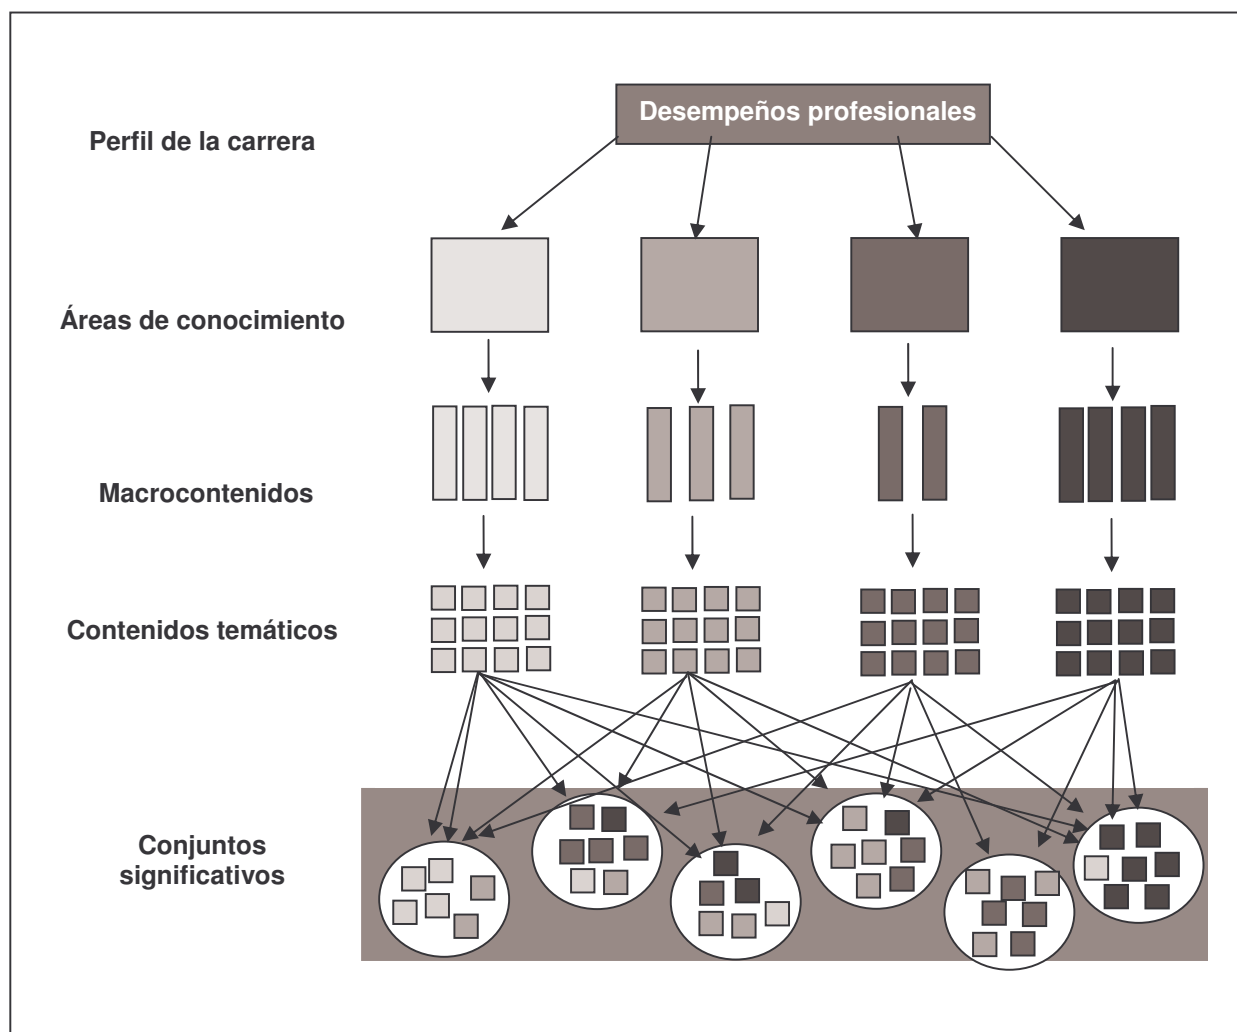 Desempeños profesionales
Perfil de la carrera
Áreas de conocimiento
Macrocontenidos
Contenidos temáticos
Conjuntos
significativos